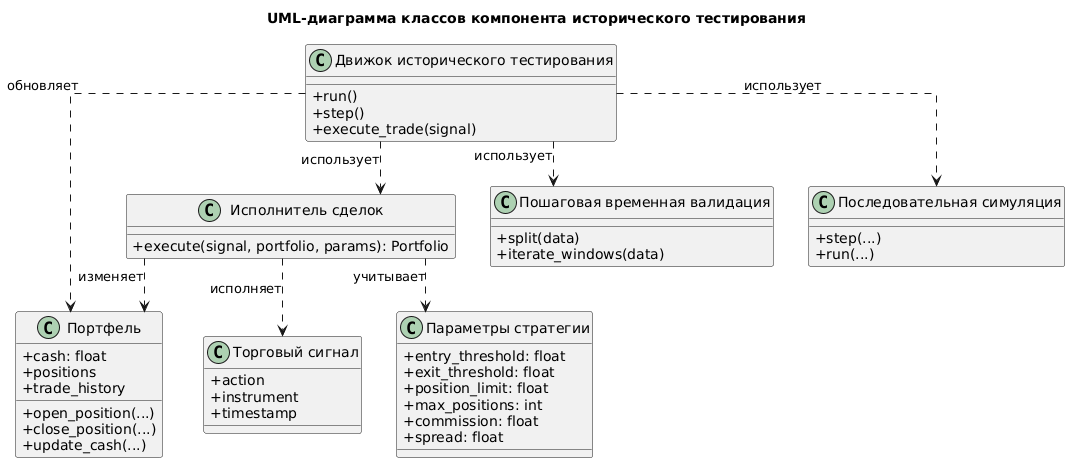 UML-диаграмма классов компонента исторического тестирования
C Движок исторического тестирования
+run()
+step()
+execute_trade(signal)
обновляет
использует
использует
использует
C Исполнитель сделок
+execute(signal, portfolio, params): Portfolio
C Пошаговая временная валидация
+split(data)
+iterate_windows(data)
C Последовательная симуляция
+step(...)
+run(...)
изменяет
исполняет
учитывает
C Портфель
+cash: float
+positions
+trade_history
+open_position(...)
+close_position(...)
+update_cash(...)
C Торговый сигнал
+action
+instrument
+timestamp
C Параметры стратегии
+entry_threshold: float
+exit_threshold: float
+position_limit: float
+max_positions: int
+commission: float
+spread: float